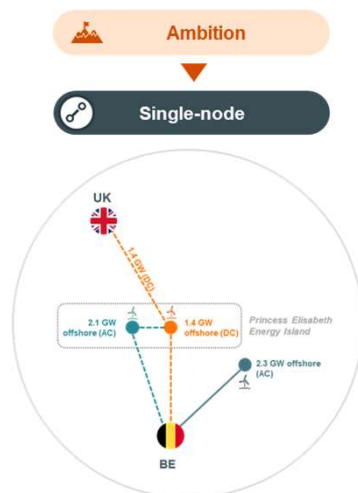 Ambition
Single-node
UK
1.4 GW (DC)
2.1 GW
offshore (AC)
1.4 GW
offshore (DC)
Princess Elisabeth
Energy Island
2.3 GW offshore
(AC)
BE